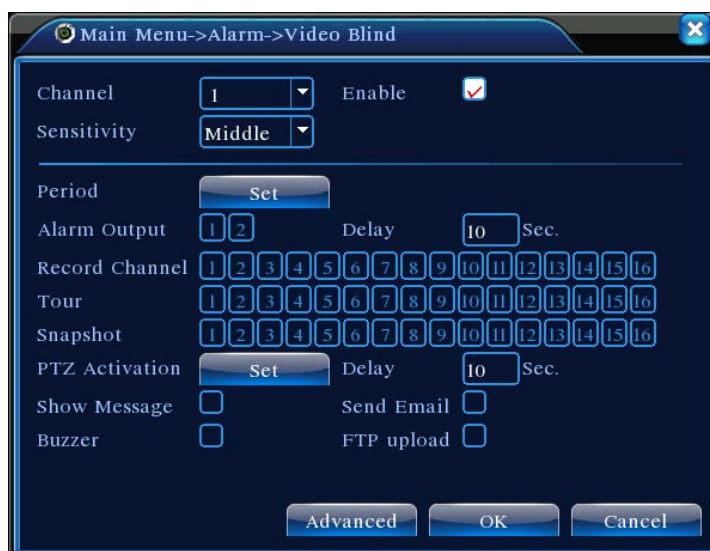 Main Menu->Alarm->Video Blind
Channel 1 Enable
Sensitivity Middle
Period Set
Alarm Output 1 2 Delay 10 Sec.
Record Channel 1 2 3 4 5 6 7 8 9 10 11 12 13 14 15 16
Tour 1 2 3 4 5 6 7 8 9 10 11 12 13 14 15 16
Snapshot 1 2 3 4 5 6 7 8 9 10 11 12 13 14 15 16
PTZ Activation Set Delay 10 Sec.
Show Message Send Email
Buzzer FTP upload
Advanced OK Cancel